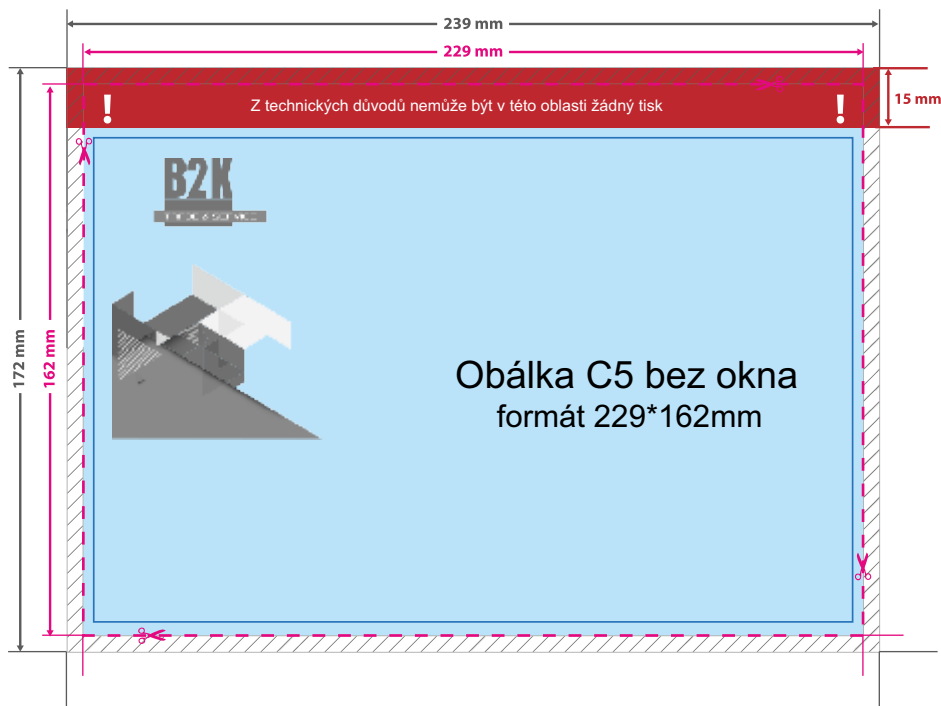 239 mm
229 mm
15 mm
! Z technických důvodů nemůže být v této oblasti žádný tisk !
B2K
172 mm
162 mm
Obálka C5 bez okna
formát 229*162mm